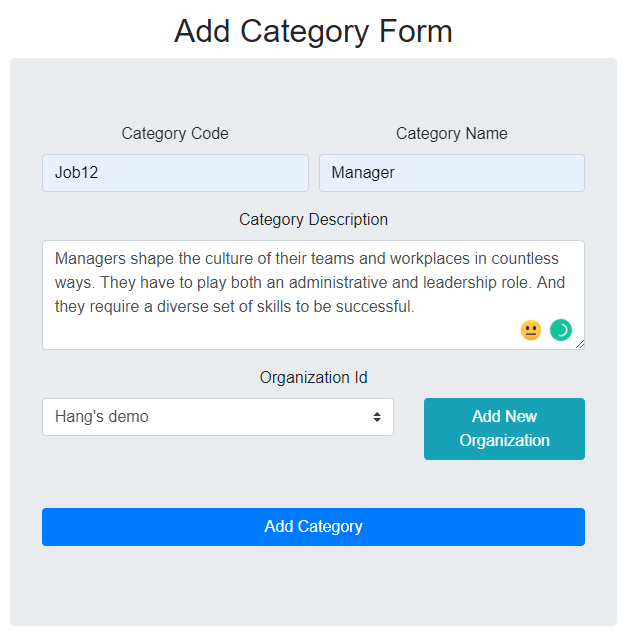 Add Category Form
Category Code
Category Name
Job12
Manager
Category Description
Managers shape the culture of their teams and workplaces in countless
ways. They have to play both an administrative and leadership role. And
they require a diverse set of skills to be successful.
Organization Id
Hang's demo
Add New
Organization
Add Category